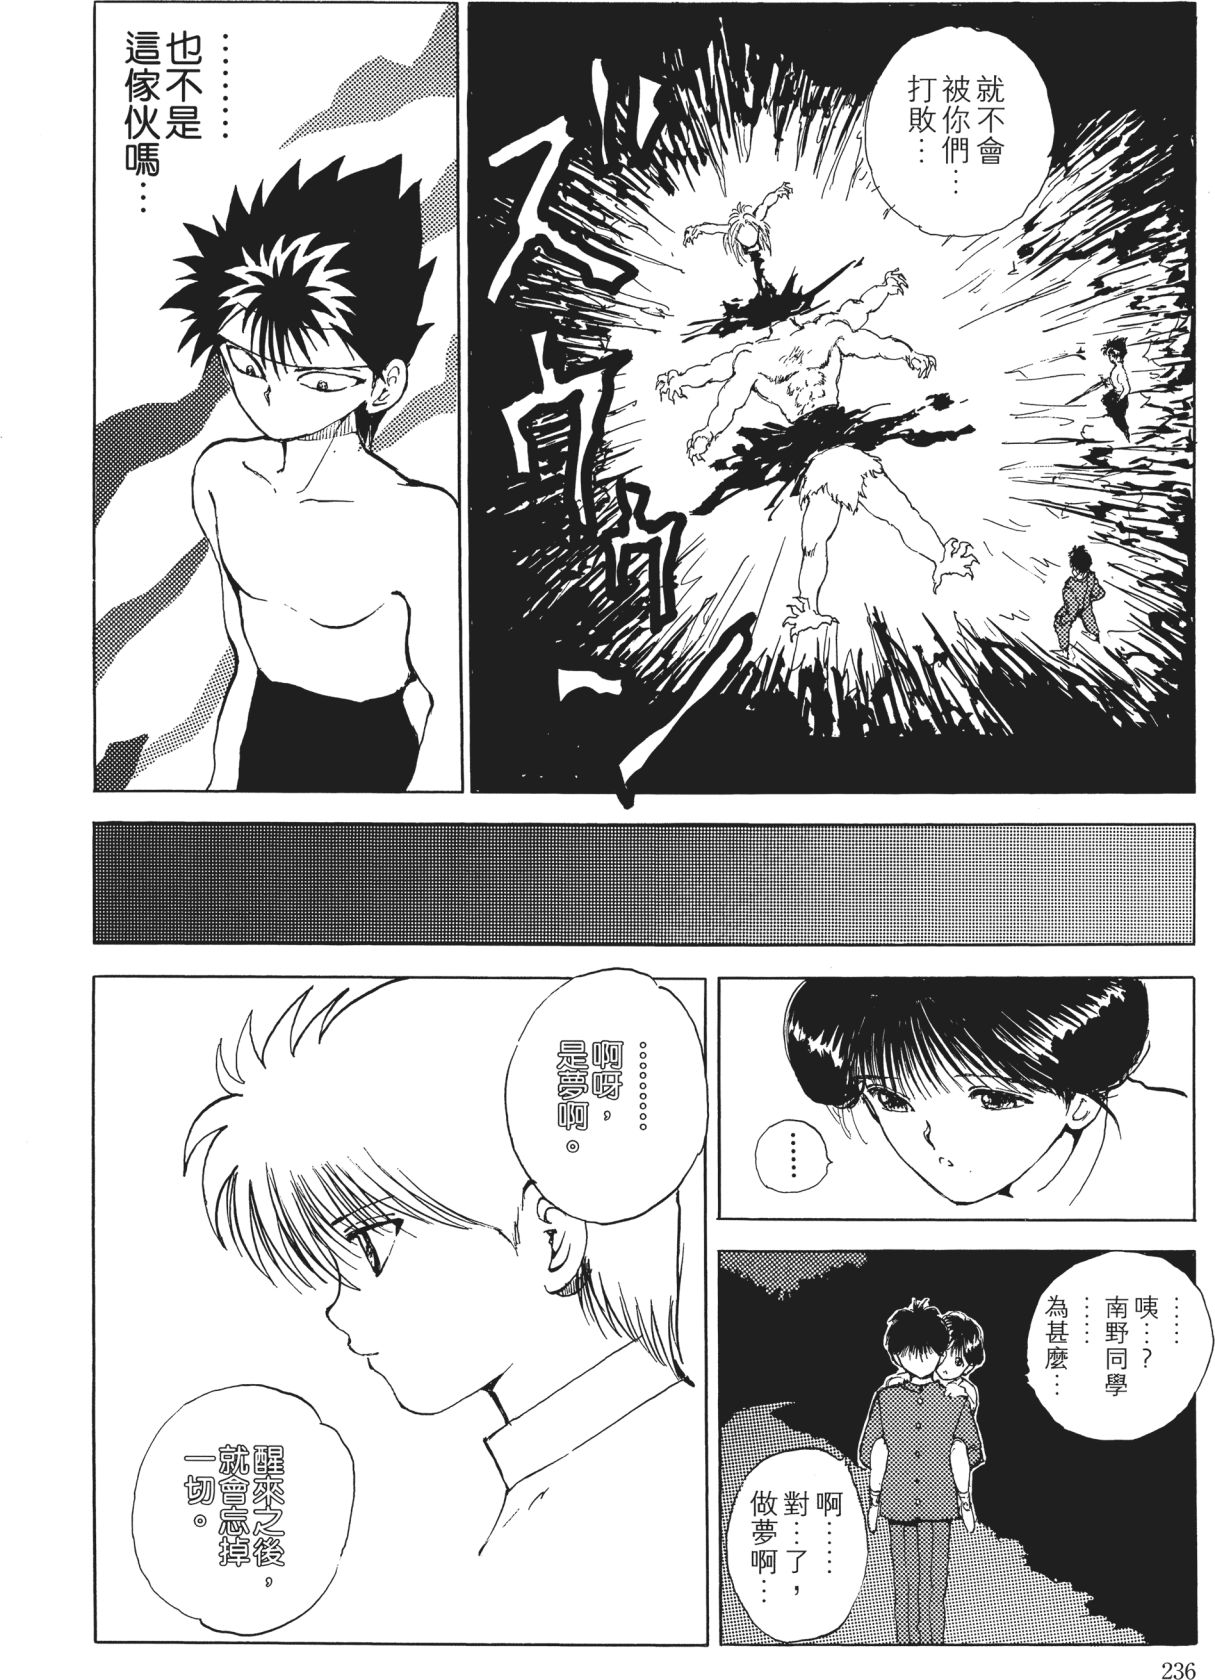 就不會
被你們
打敗…
………
也不是
這傢伙嗎…
……
……
咦…?
南野同學
……
為甚麼…
啊……
對…了，
做夢啊…
………
啊呀，
是夢啊。
醒來之後，
就會忘掉
一切。
236